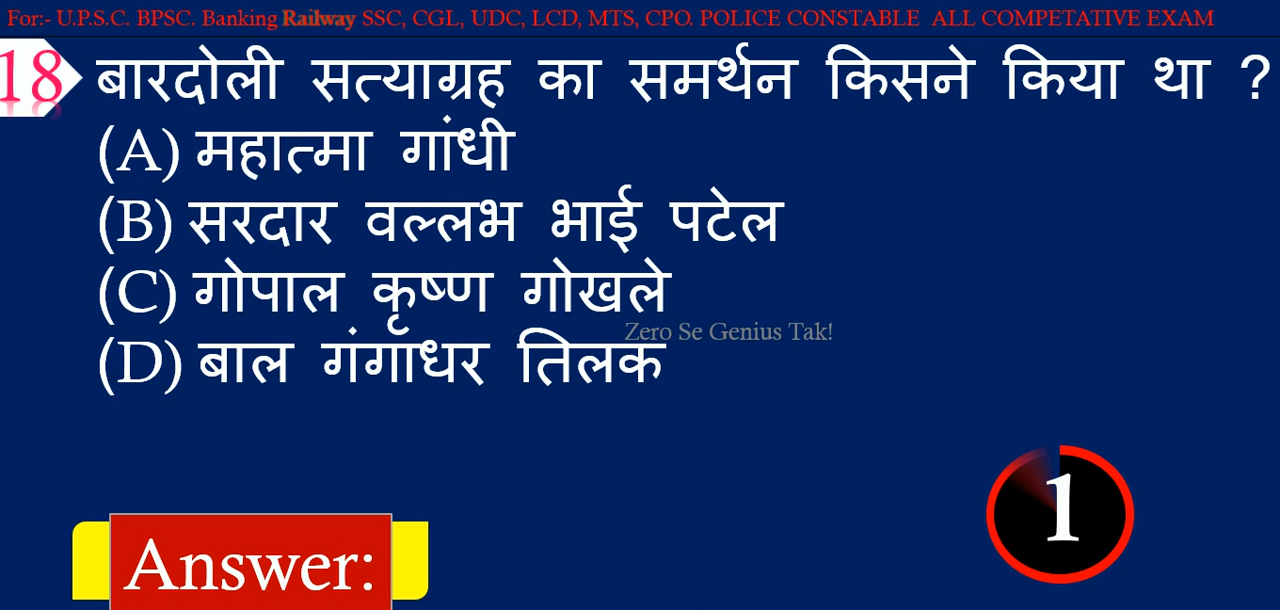 For:- U.P.S.C. BPSC. Banking Railway SSC, CGL, UDC, LCD, MTS, CPO. POLICE CONSTABLE ALL COMPETATIVE EXAM
18 बारदोली सत्याग्रह का समर्थन किसने किया था ?
(A) महात्मा गांधी
(B) सरदार वल्लभ भाई पटेल
(C) गोपाल कृष्ण गोखले
Zero Se Genius Tak!
(D) बाल गंगाधर तिलक
1
Answer: